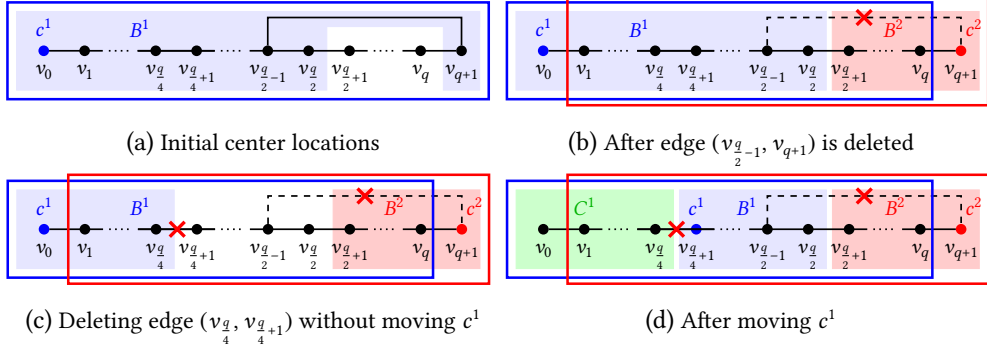 c¹ B¹
v₀ v₁ ⋯ v_{q/4} v_{q/4+1} ⋯ v_{q/2−1} v_{q/2} v_{q/2+1} ⋯ v_q v_{q+1}
(a) Initial center locations
c¹ B¹ B² c²
v₀ v₁ ⋯ v_{q/4} v_{q/4+1} ⋯ v_{q/2−1} v_{q/2} v_{q/2+1} ⋯ v_q v_{q+1}
(b) After edge (v_{q/2−1}, v_{q+1}) is deleted
c¹ B¹ B² c²
v₀ v₁ ⋯ v_{q/4} v_{q/4+1} ⋯ v_{q/2−1} v_{q/2} v_{q/2+1} ⋯ v_q v_{q+1}
(c) Deleting edge (v_{q/4}, v_{q/4+1}) without moving c¹
C¹ c¹ B¹ B² c²
v₀ v₁ ⋯ v_{q/4} v_{q/4+1} v_{q/2−1} v_{q/2} v_{q/2+1} ⋯ v_q v_{q+1}
(d) After moving c¹